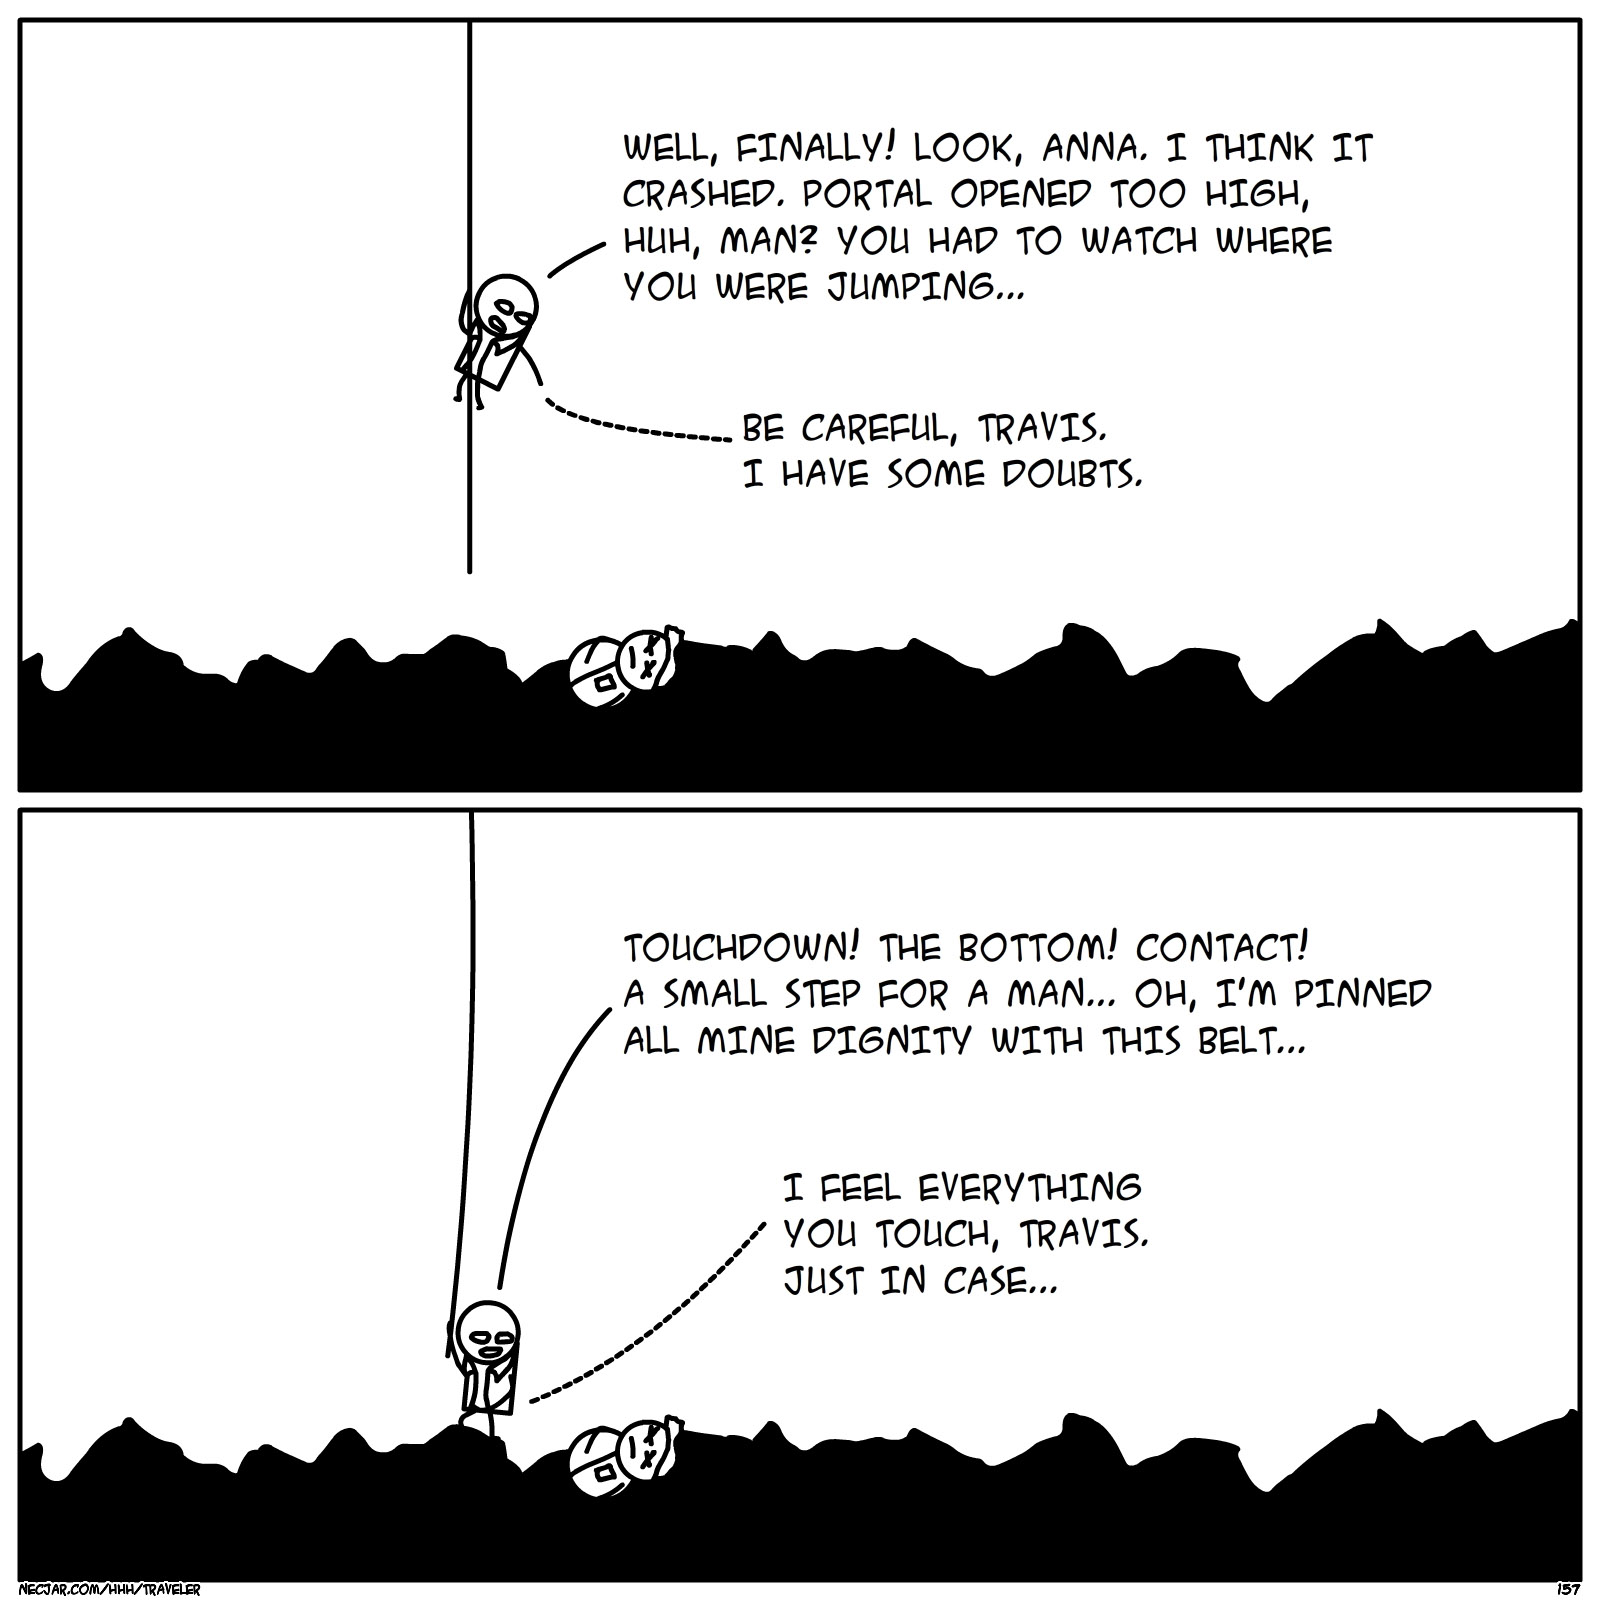 WELL, FINALLY! LOOK, ANNA. I THINK IT
CRASHED. PORTAL OPENED TOO HIGH,
HUH, MAN? YOU HAD TO WATCH WHERE
YOU WERE JUMPING...
BE CAREFUL, TRAVIS.
I HAVE SOME DOUBTS.
TOUCHDOWN! THE BOTTOM! CONTACT!
A SMALL STEP FOR A MAN... OH, I'M PINNED
ALL MINE DIGNITY WITH THIS BELT...
I FEEL EVERYTHING
YOU TOUCH, TRAVIS.
JUST IN CASE...
NECJAR.COM/HHH/TRAVELER
157